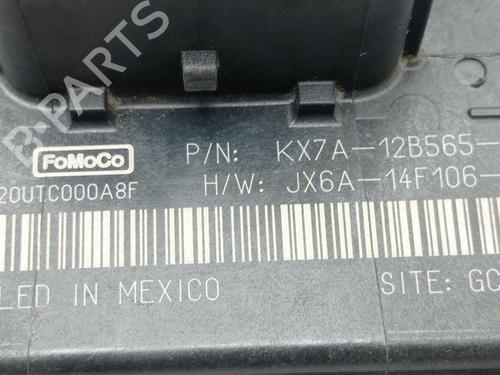 B-PARTS
FoMoCo
P/N: KX7A-12B565-
20UTC000A8F
H/W: JX6A-14F106-
LED IN MEXICO
SITE: GC